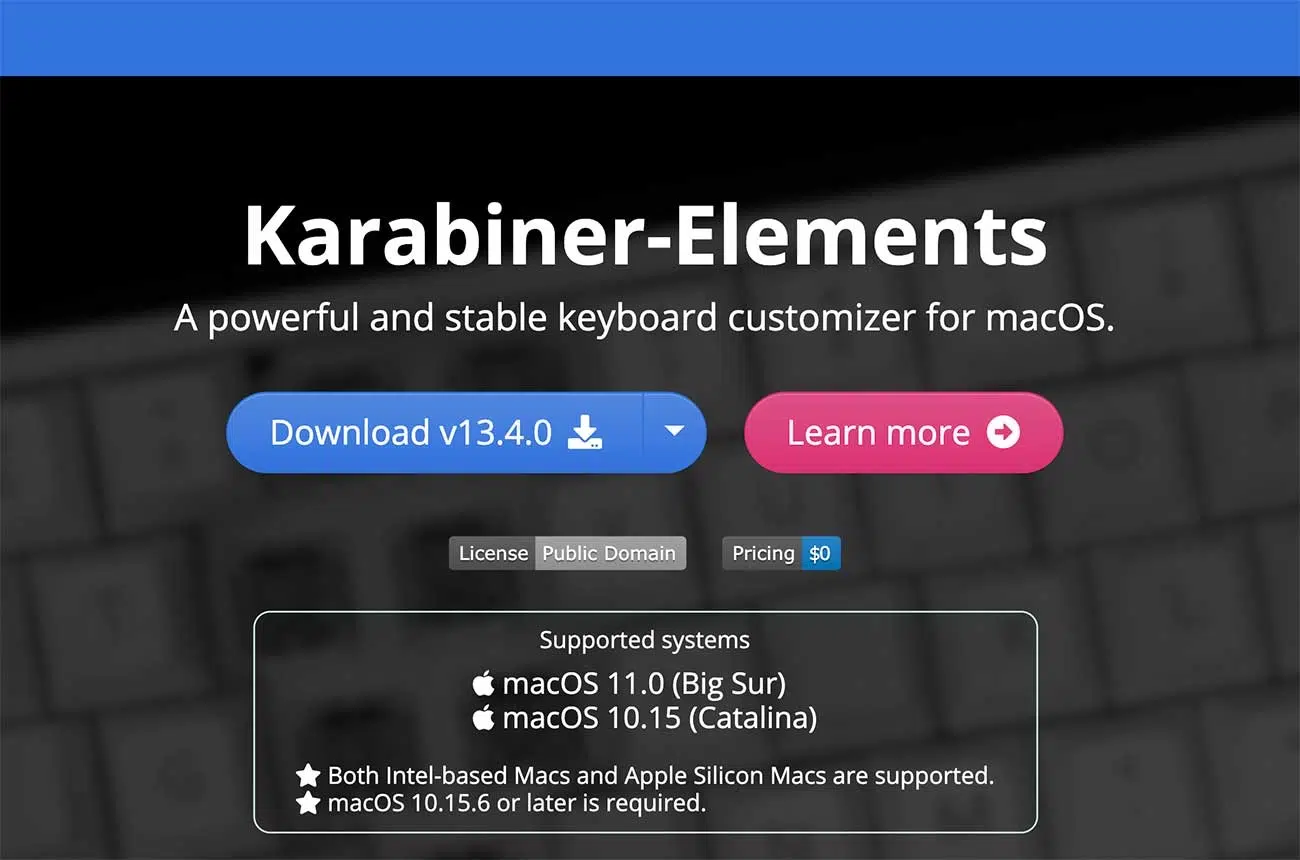 Karabiner-Elements
A powerful and stable keyboard customizer for macOS.
Download v13.4.0
Learn more
License Public Domain
Pricing $0
Supported systems
macOS 11.0 (Big Sur)
macOS 10.15 (Catalina)
Both Intel-based Macs and Apple Silicon Macs are supported.
macOS 10.15.6 or later is required.